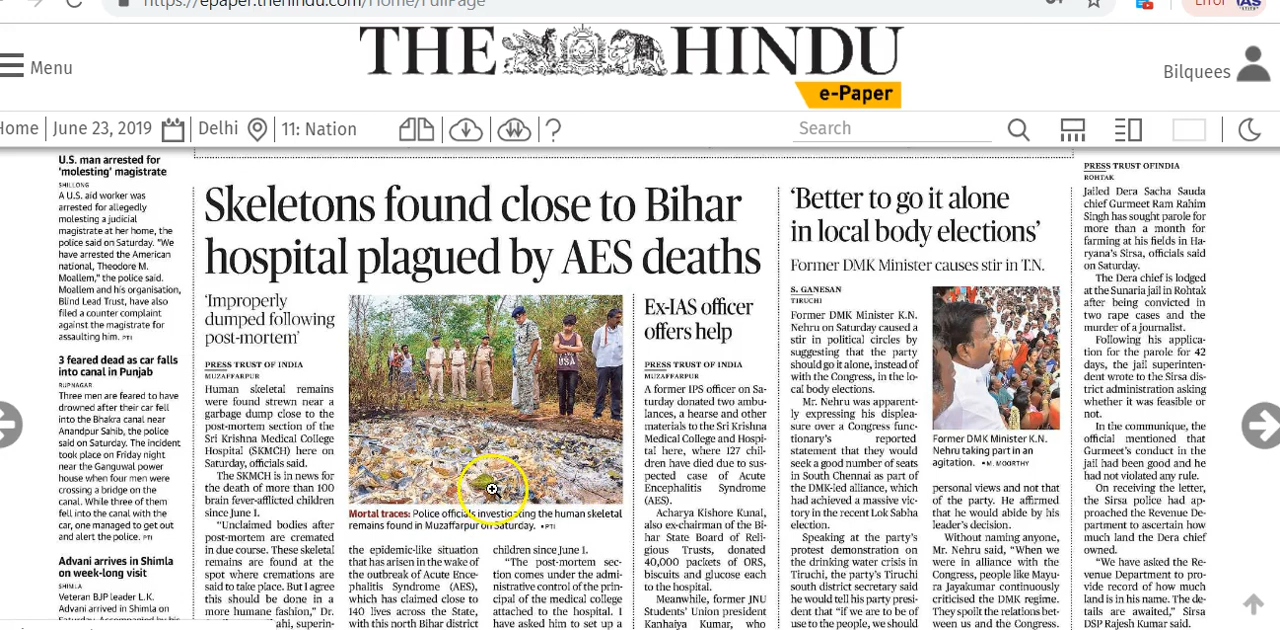 https://epaper.thehindu.com/Home/FullPage
Error
IAS
THE HINDU
e-Paper
Menu
Bilquees
Home
June 23, 2019
Delhi
11: Nation
?
Search
U.S. man arrested for
'molesting' magistrate
SHILLONG
A U.S. aid worker was
arrested for allegedly
molesting a judicial
magistrate at her home, the
police said on Saturday. "We
have arrested the American
national, Theodore M.
Moallem," the police said.
Moallem and his organisation,
Blind Lead Trust, have also
filed a counter complaint
against the magistrate for
assaulting him. PTI
3 feared dead as car falls
into canal in Punjab
RUPNAGAR
Three men are feared to have
drowned after their car fell
into the Bhakra canal near
Anandpur Sahib, the police
said on Saturday. The incident
took place on Friday night
near the Ganguwal power
house when four men were
crossing a bridge on the
canal. While three of them
fell into the canal with the
car, one managed to get out
and alert the police. PTI
Advani arrives in Shimla
on week-long visit
SHIMLA
Veteran BJP leader L.K.
Advani arrived in Shimla on
Saturday. Accompanied by his
Skeletons found close to Bihar
hospital plagued by AES deaths
'Improperly
dumped following
post-mortem'
PRESS TRUST OF INDIA
MUZAFFARPUR
Human skeletal remains
were found strewn near a
garbage dump close to the
post-mortem section of the
Sri Krishna Medical College
Hospital (SKMCH) here on
Saturday, officials said.
The SKMCH is in news for
the death of more than 100
brain fever-afflicted children
since June 1.
"Unclaimed bodies after
post-mortem are cremated
in due course. These skeletal
remains are found at the
spot where cremations are
said to take place. But I agree
this should be done in a
more humane fashion," Dr.
ahi, superin-
USA
Mortal traces: Police officials investigating the human skeletal
remains found in Muzaffarpur on Saturday. •PTI
the epidemic-like situation
that has arisen in the wake of
the outbreak of Acute Ence-
phalitis Syndrome (AES),
which has claimed close to
140 lives across the State,
with this north Bihar district
children since June 1.
"The post-mortem sec-
tion comes under the admi-
nistrative control of the prin-
cipal of the medical college
attached to the hospital. I
have asked him to set up a
Ex-IAS officer
offers help
PRESS TRUST OF INDIA
MUZAFFARPUR
A former IPS officer on Sa-
turday donated two ambu-
lances, a hearse and other
materials to the Sri Krishna
Medical College and Hospi-
tal here, where 127 chil-
dren have died due to sus-
pected case of Acute
Encephalitis Syndrome
(AES).
Acharya Kishore Kunal,
also ex-chairman of the Bi-
har State Board of Reli-
gious Trusts, donated
40,000 packets of ORS,
biscuits and glucose each
to the hospital.
Meanwhile, former JNU
Students' Union president
Kanhaiya Kumar, who
'Better to go it alone
in local body elections'
Former DMK Minister causes stir in T.N.
S. GANESAN
TIRUCHI
Former DMK Minister K.N.
Nehru on Saturday caused a
stir in political circles by
suggesting that the party
should go it alone, instead of
with the Congress, in the lo-
cal body elections.
Mr. Nehru was apparent-
ly expressing his displea-
sure over a Congress func-
tionary's reported
statement that they would
seek a good number of seats
in South Chennai as part of
the DMK-led alliance, which
had achieved a massive vic-
tory in the recent Lok Sabha
election.
Speaking at the party's
protest demonstration on
the drinking water crisis in
Tiruchi, the party's Tiruchi
south district secretary said
he would tell his party presi-
dent that "if we are to be of
use to the people, we should
Former DMK Minister K.N.
Nehru taking part in an
agitation. •M. MOORTHY
personal views and not that
of the party. He affirmed
that he would abide by his
leader's decision.
Without naming anyone,
Mr. Nehru said, "When we
were in alliance with the
Congress, people like Mayu-
ra Jayakumar continuously
criticised the DMK regime.
They spoilt the relations bet-
ween us and the Congress.
PRESS TRUST OFINDIA
ROHTAK
Jailed Dera Sacha Sauda
chief Gurmeet Ram Rahim
Singh has sought parole for
more than a month for
farming at his fields in Ha-
ryana's Sirsa, officials said
on Saturday.
The Dera chief is lodged
at the Sunaria jail in Rohtak
after being convicted in
two rape cases and the
murder of a journalist.
Following his applica-
tion for the parole for 42
days, the jail superinten-
dent wrote to the Sirsa dis-
trict administration asking
whether it was feasible or
not.
In the communique, the
official mentioned that
Gurmeet's conduct in the
jail had been good and he
had not violated any rule.
On receiving the letter,
the Sirsa police had ap-
proached the Revenue De-
partment to ascertain how
much land the Dera chief
owned.
"We have asked the Re-
venue Department to pro-
vide record of how much
land is in his name. The de-
tails are awaited," Sirsa
DSP Rajesh Kumar said.